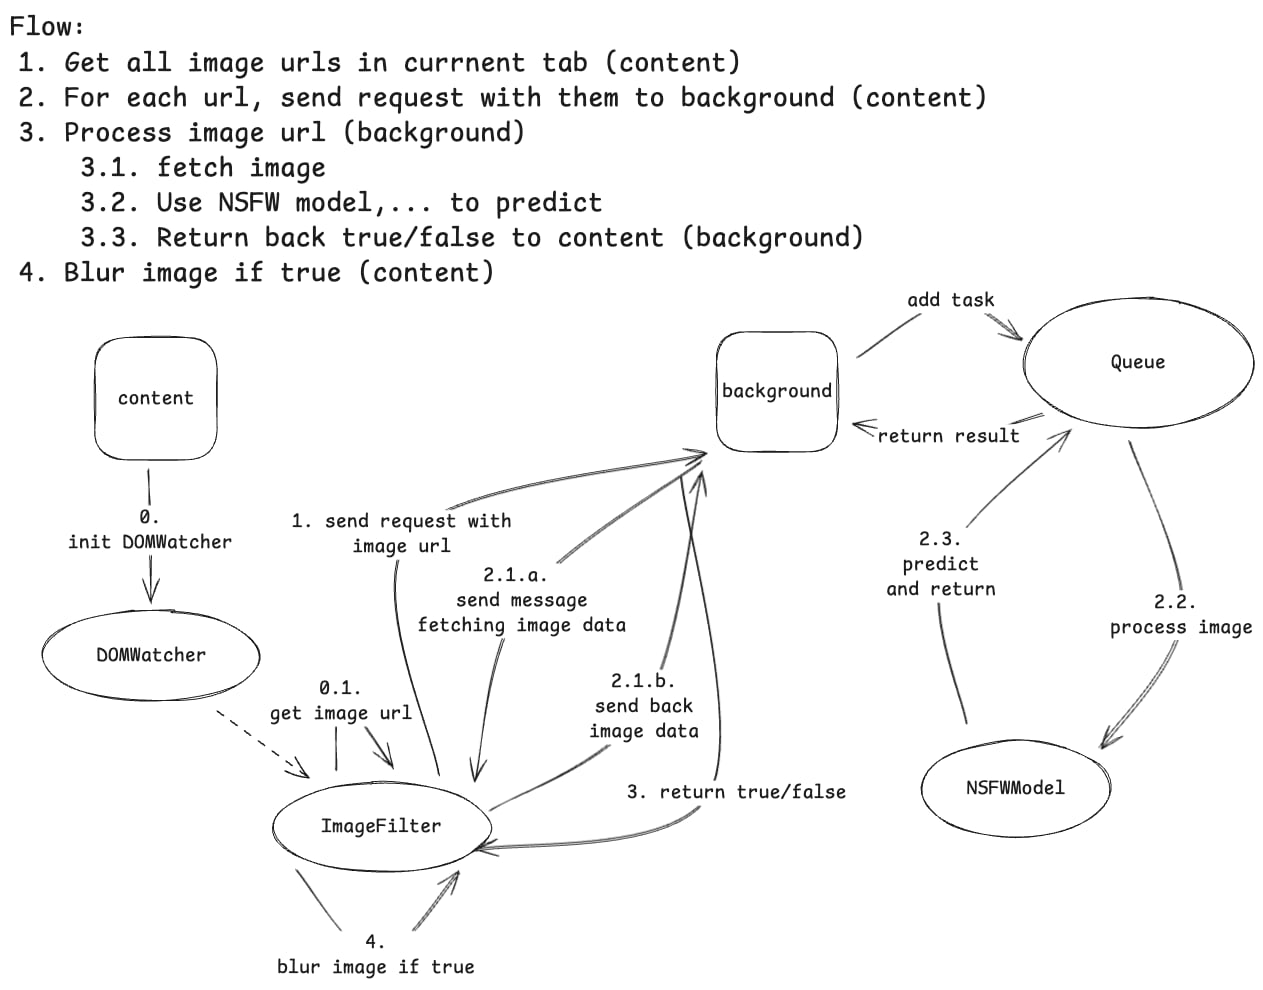 Flow:
1. Get all image urls in currnent tab (content)
2. For each url, send request with them to background (content)
3. Process image url (background)
3.1. fetch image
3.2. Use NSFW model,... to predict
3.3. Return back true/false to content (background)
4. Blur image if true (content)
add task
Queue
background
content
return result
0.
init DOMWatcher
1. send request with
image url
2.3.
predict
and return
2.1.a.
send message
fetching image data
2.2.
process image
DOMWatcher
0.1.
get image url
2.1.b.
send back
image data
3. return true/false
NSFWModel
ImageFilter
4.
blur image if true